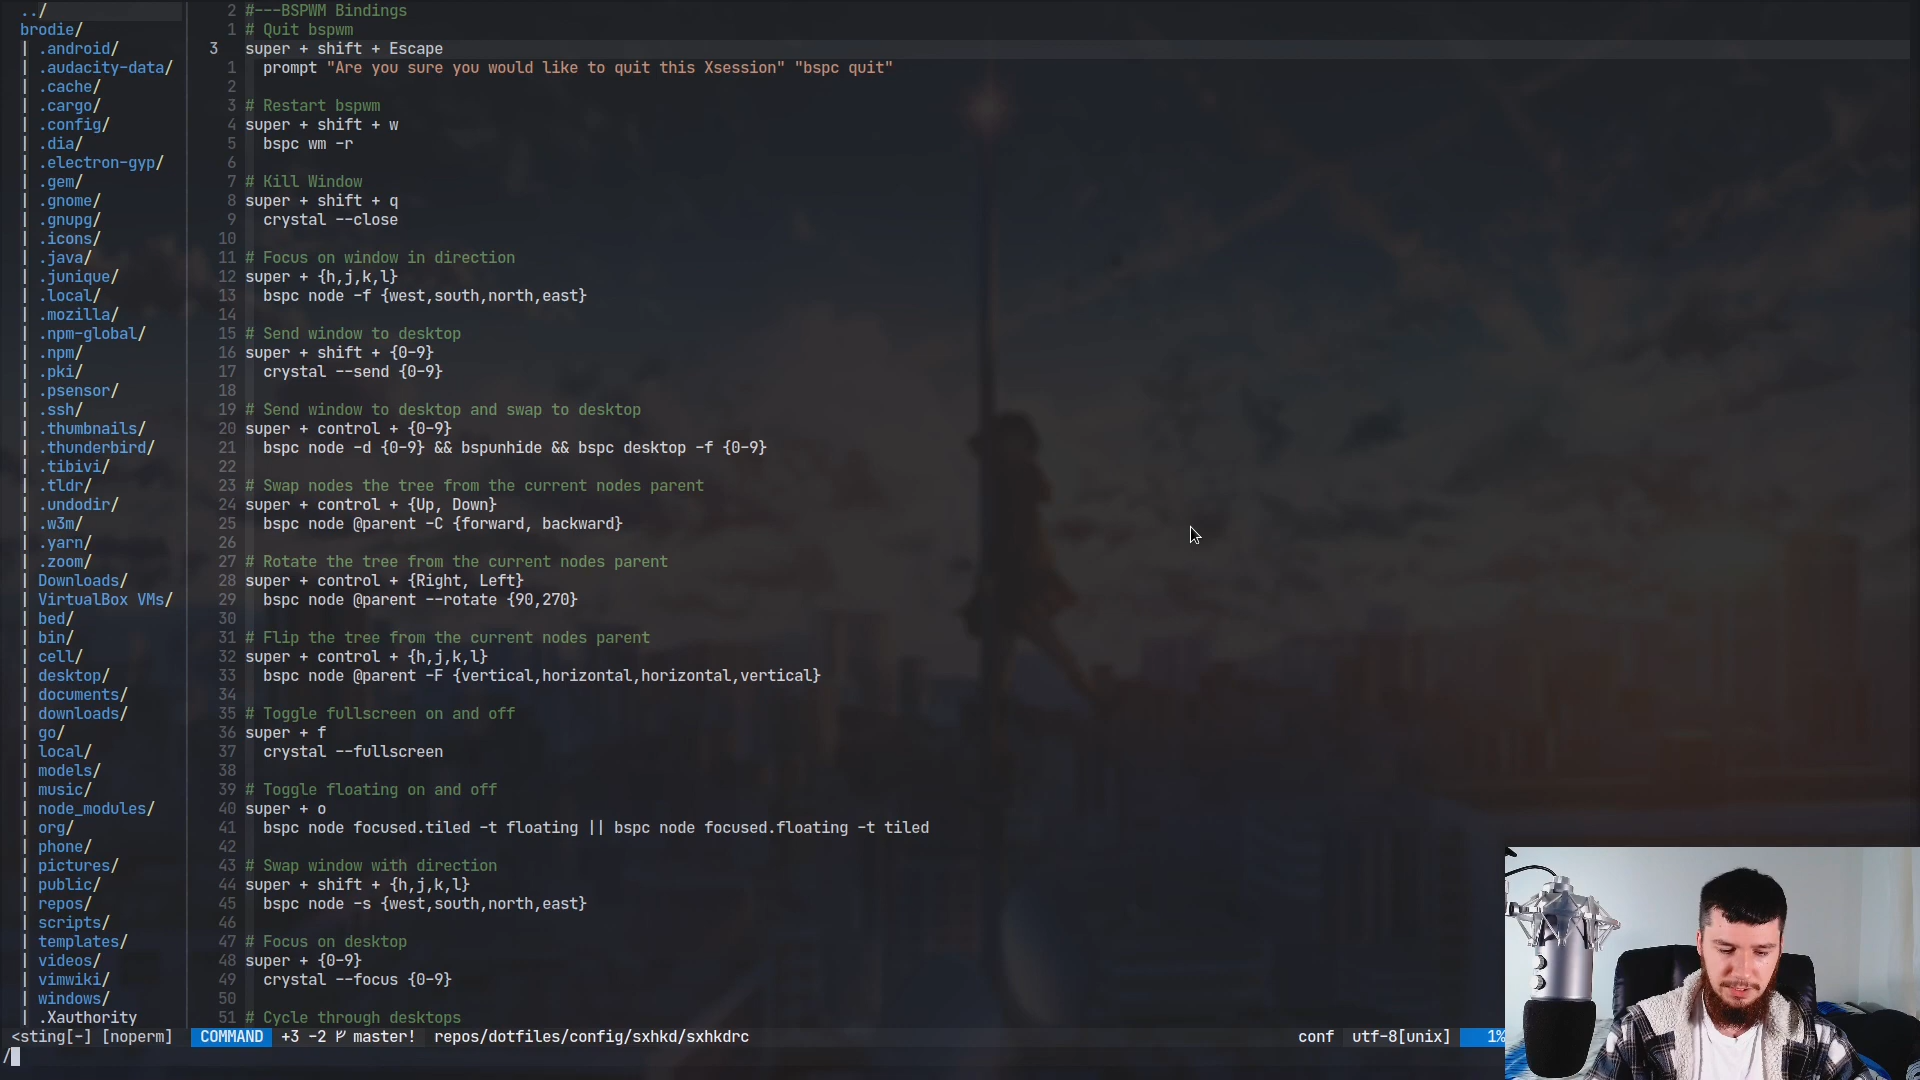 ../
brodie/
| .android/
| .audacity-data/
| .cache/
| .cargo/
| .config/
| .dia/
| .electron-gyp/
| .gem/
| .gnome/
| .gnupg/
| .icons/
| .java/
| .junique/
| .local/
| .mozilla/
| .npm-global/
| .npm/
| .pki/
| .psensor/
| .ssh/
| .thumbnails/
| .thunderbird/
| .tibivi/
| .tldr/
| .undodir/
| .w3m/
| .yarn/
| .zoom/
| Downloads/
| VirtualBox VMs/
| bed/
| bin/
| cell/
| desktop/
| documents/
| downloads/
| go/
| local/
| models/
| music/
| node_modules/
| org/
| phone/
| pictures/
| public/
| repos/
| scripts/
| templates/
| videos/
| vimwiki/
| windows/
| .Xauthority
2 #---BSPWM Bindings
1 # Quit bspwm
3 super + shift + Escape
1 prompt "Are you sure you would like to quit this Xsession" "bspc quit"
2
3 # Restart bspwm
4 super + shift + w
5 bspc wm -r
6
7 # Kill Window
8 super + shift + q
9 crystal --close
10
11 # Focus on window in direction
12 super + {h,j,k,l}
13 bspc node -f {west,south,north,east}
14
15 # Send window to desktop
16 super + shift + {0-9}
17 crystal --send {0-9}
18
19 # Send window to desktop and swap to desktop
20 super + control + {0-9}
21 bspc node -d {0-9} && bspunhide && bspc desktop -f {0-9}
22
23 # Swap nodes the tree from the current nodes parent
24 super + control + {Up, Down}
25 bspc node @parent -C {forward, backward}
26
27 # Rotate the tree from the current nodes parent
28 super + control + {Right, Left}
29 bspc node @parent --rotate {90,270}
30
31 # Flip the tree from the current nodes parent
32 super + control + {h,j,k,l}
33 bspc node @parent -F {vertical,horizontal,horizontal,vertical}
34
35 # Toggle fullscreen on and off
36 super + f
37 crystal --fullscreen
38
39 # Toggle floating on and off
40 super + o
41 bspc node focused.tiled -t floating || bspc node focused.floating -t tiled
42
43 # Swap window with direction
44 super + shift + {h,j,k,l}
45 bspc node -s {west,south,north,east}
46
47 # Focus on desktop
48 super + {0-9}
49 crystal --focus {0-9}
50
51 # Cycle through desktops
<sting[-] [noperm] COMMAND +3 -2 master! repos/dotfiles/config/sxhkd/sxhkdrc conf utf-8[unix] 1%
/